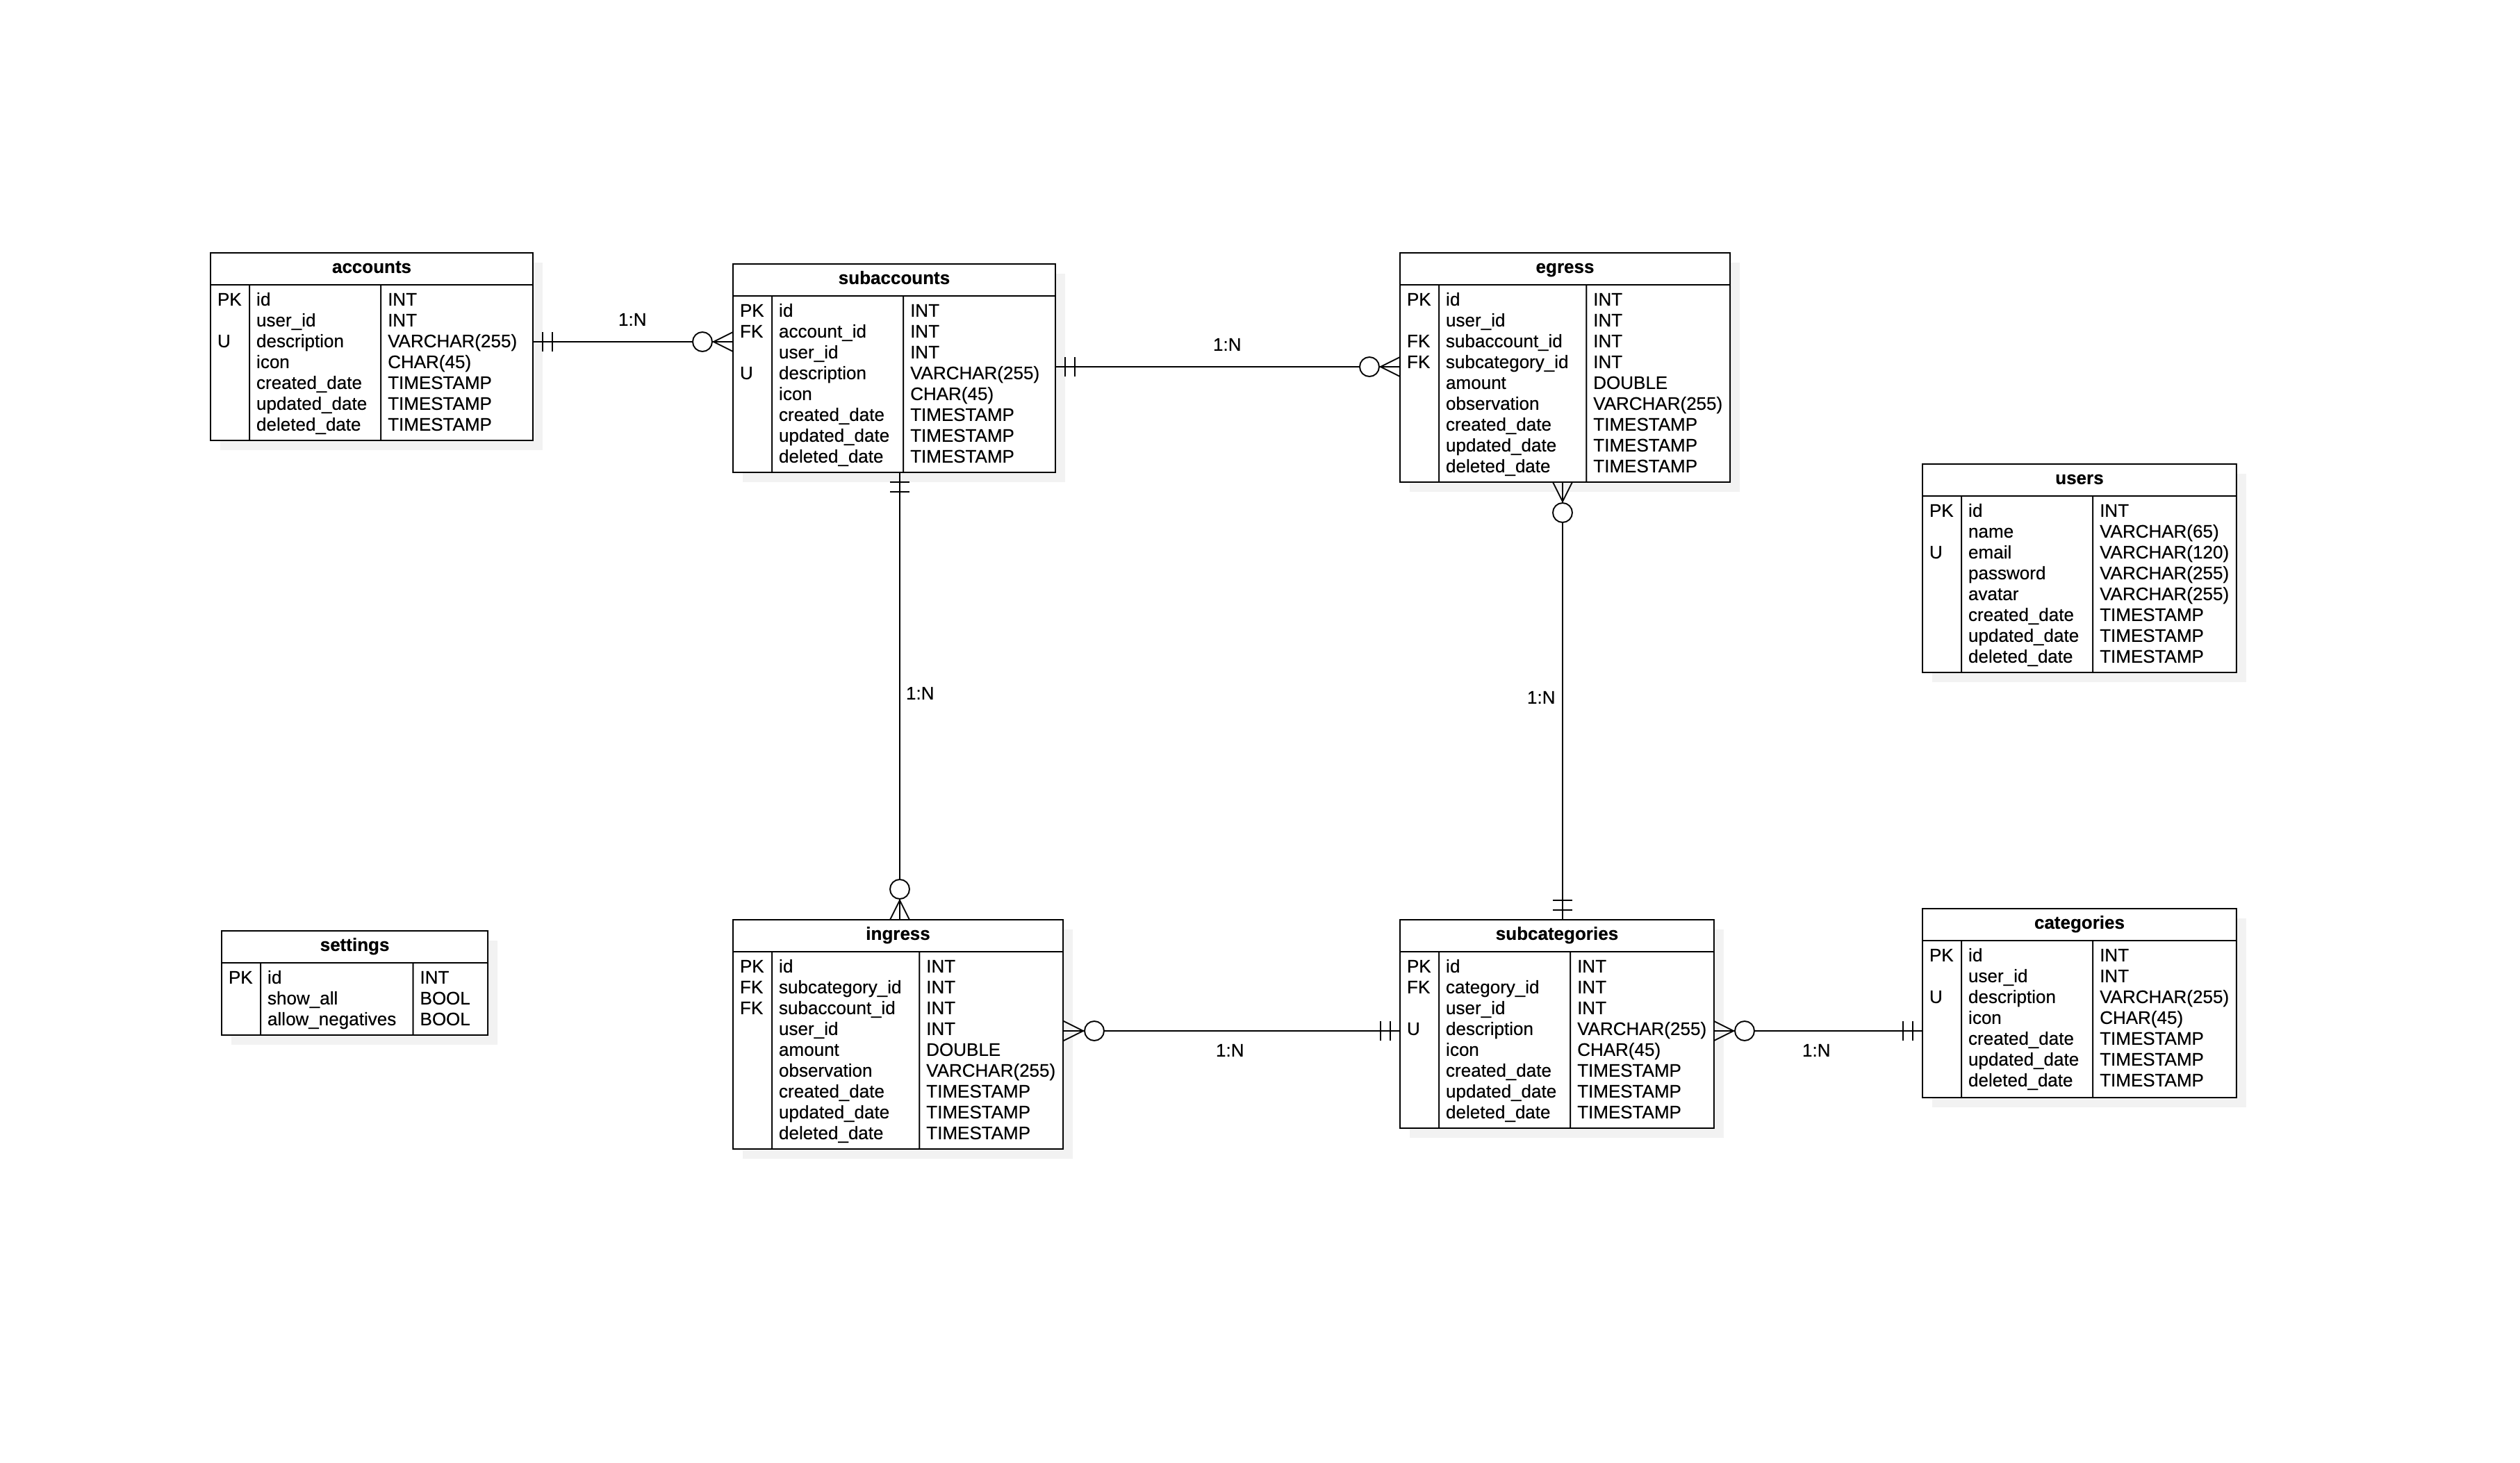 accounts
PK id INT
user_id INT
U description VARCHAR(255)
icon CHAR(45)
created_date TIMESTAMP
updated_date TIMESTAMP
deleted_date TIMESTAMP
1:N
subaccounts
PK id INT
FK account_id INT
user_id INT
U description VARCHAR(255)
icon CHAR(45)
created_date TIMESTAMP
updated_date TIMESTAMP
deleted_date TIMESTAMP
1:N
egress
PK id INT
user_id INT
FK subaccount_id INT
FK subcategory_id INT
amount DOUBLE
observation VARCHAR(255)
created_date TIMESTAMP
updated_date TIMESTAMP
deleted_date TIMESTAMP
users
PK id INT
name VARCHAR(65)
U email VARCHAR(120)
password VARCHAR(255)
avatar VARCHAR(255)
created_date TIMESTAMP
updated_date TIMESTAMP
deleted_date TIMESTAMP
1:N
1:N
settings
PK id INT
show_all BOOL
allow_negatives BOOL
ingress
PK id INT
FK subcategory_id INT
FK subaccount_id INT
user_id INT
amount DOUBLE
observation VARCHAR(255)
created_date TIMESTAMP
updated_date TIMESTAMP
deleted_date TIMESTAMP
1:N
subcategories
PK id INT
FK category_id INT
user_id INT
U description VARCHAR(255)
icon CHAR(45)
created_date TIMESTAMP
updated_date TIMESTAMP
deleted_date TIMESTAMP
1:N
categories
PK id INT
user_id INT
U description VARCHAR(255)
icon CHAR(45)
created_date TIMESTAMP
updated_date TIMESTAMP
deleted_date TIMESTAMP